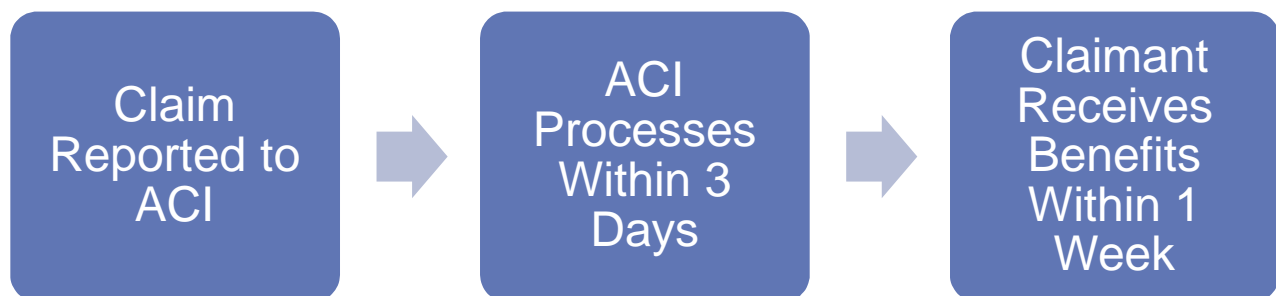 Claim
Reported to
ACI
ACI
Processes
Within 3
Days
Claimant
Receives
Benefits
Within 1
Week